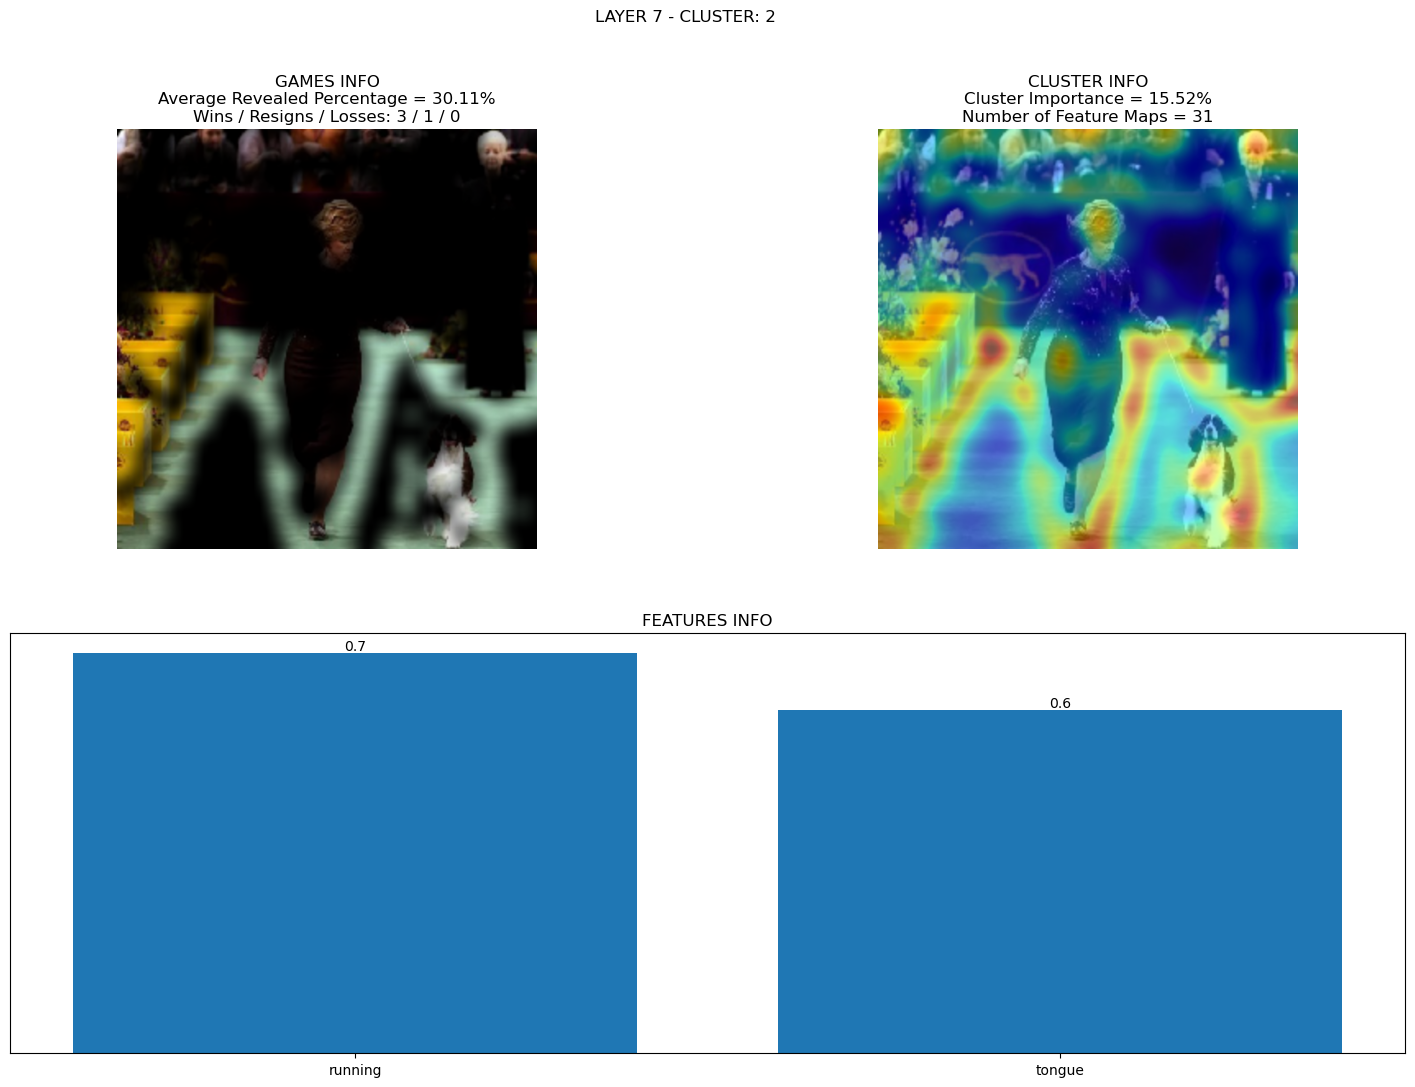 LAYER 7 - CLUSTER: 2
GAMES INFO
Average Revealed Percentage = 30.11%
Wins / Resigns / Losses: 3 / 1 / 0
CLUSTER INFO
Cluster Importance = 15.52%
Number of Feature Maps = 31
FEATURES INFO
0.7
0.6
running
tongue